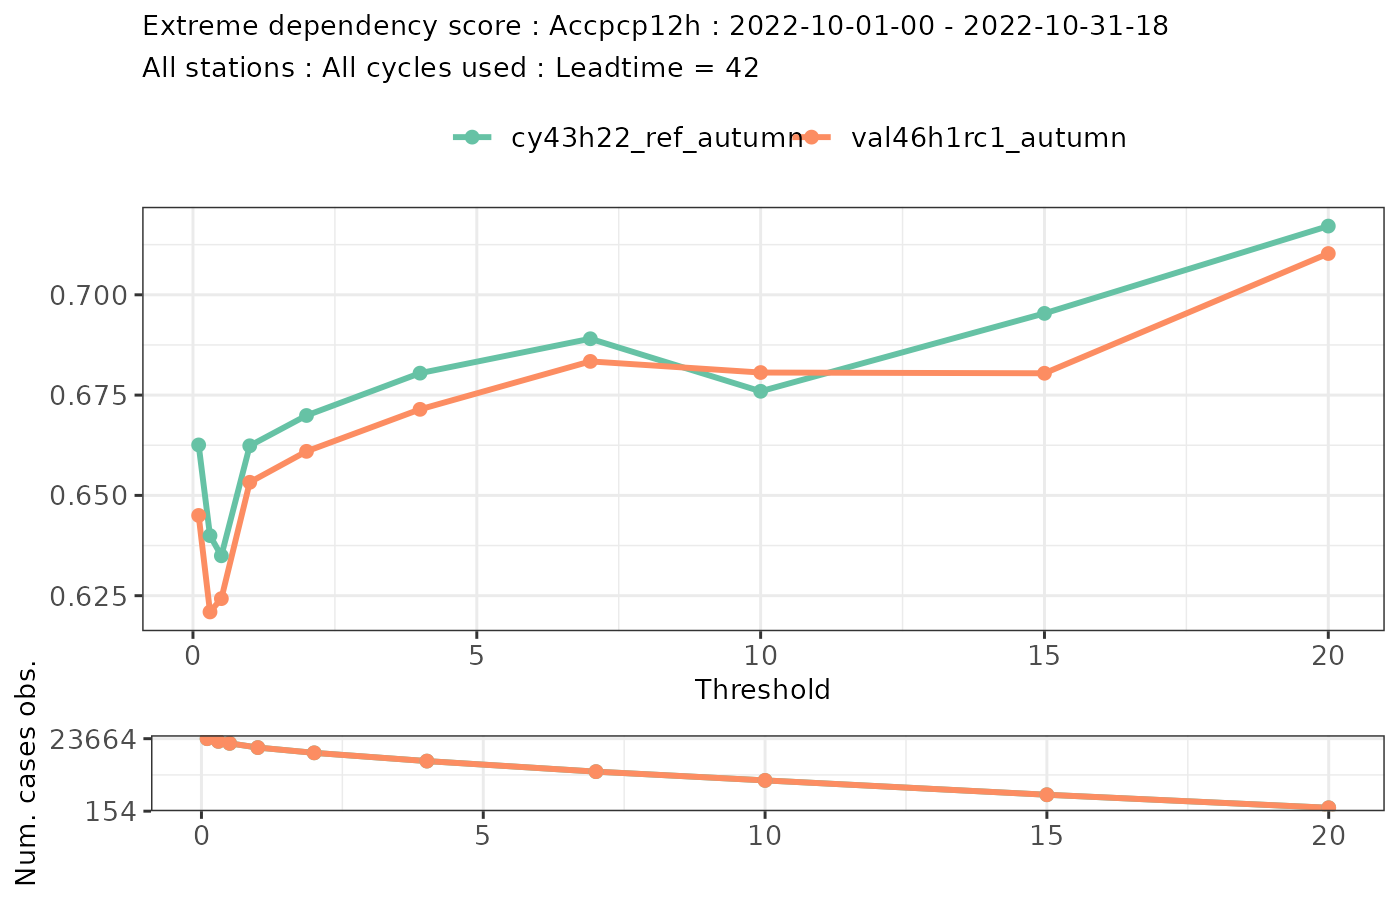 Extreme dependency score : Accpcp12h : 2022-10-01-00 - 2022-10-31-18
All stations : All cycles used : Leadtime = 42
cy43h22_ref_autumn val46h1rc1_autumn
0.700
0.675
0.650
0.625
0 5 10 15 20
Threshold
Num. cases obs.
23664
154
0 5 10 15 20